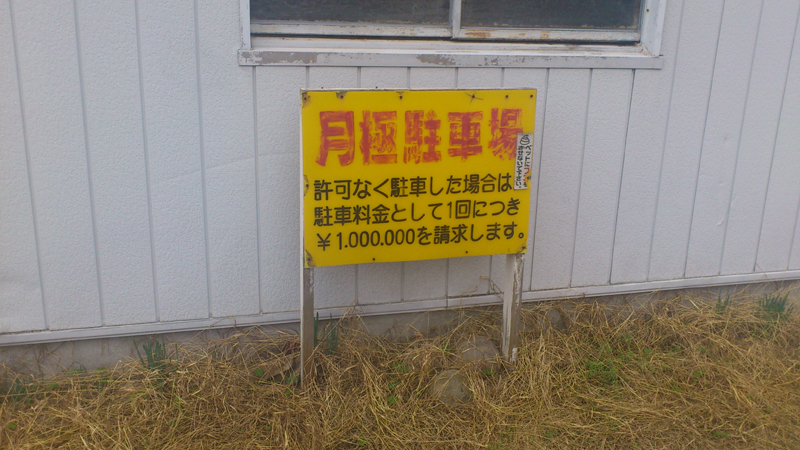 月極駐車場
許可なく駐車した場合は
駐車料金として1回につき
￥1.000.000を請求します。